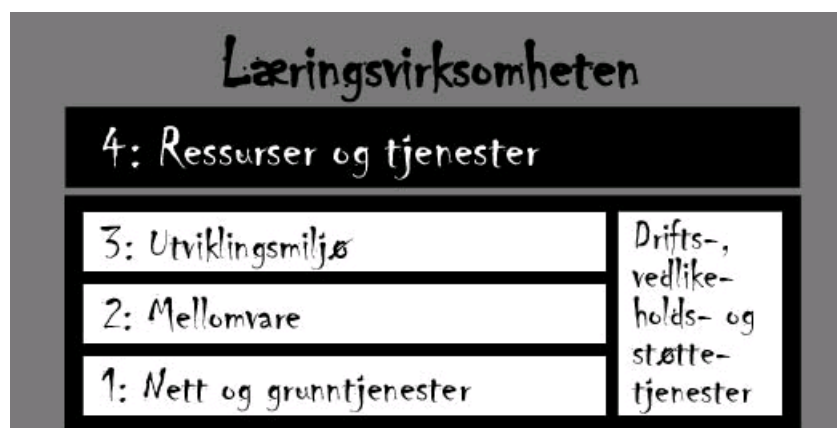 Læringsvirksomheten
4: Ressurser og tjenester
3: Utviklingsmiljø
2: Mellomvare
1: Nett og grunntjenester
Drifts-,
vedlike-
holds- og
støtte-
tjenester